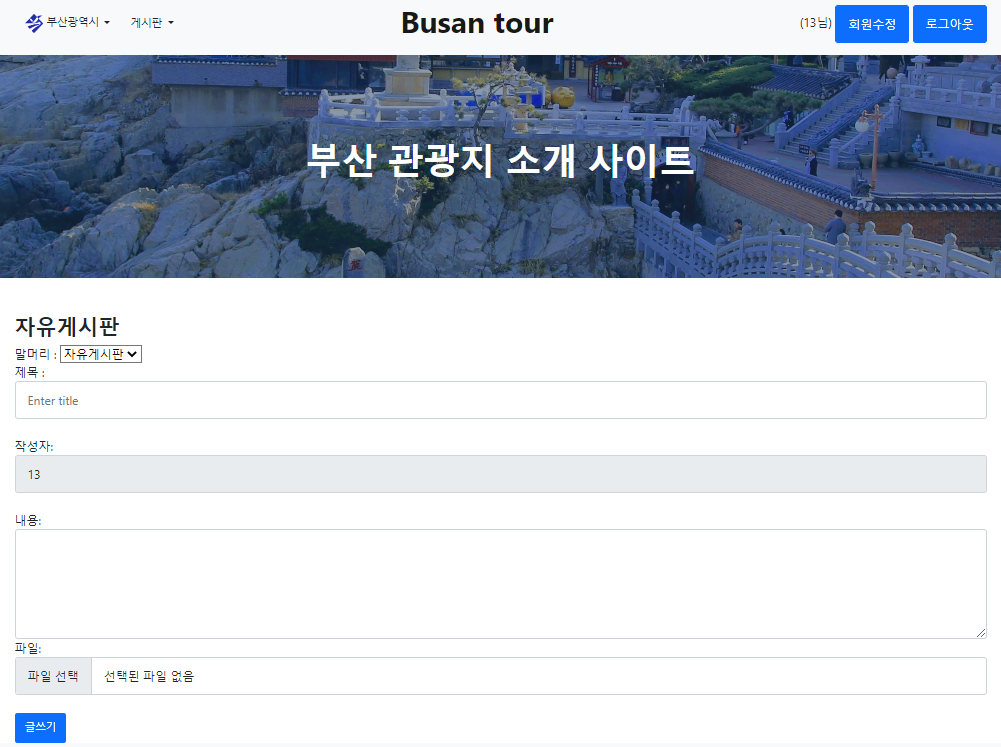 부산광역시 게시판 Busan tour (13님) 회원수정 로그아웃
부산 관광지 소개 사이트
자유게시판
말머리 : 자유게시판
제목 :
Enter title
작성자:
13
내용:
파일:
파일 선택 선택된 파일 없음
글쓰기